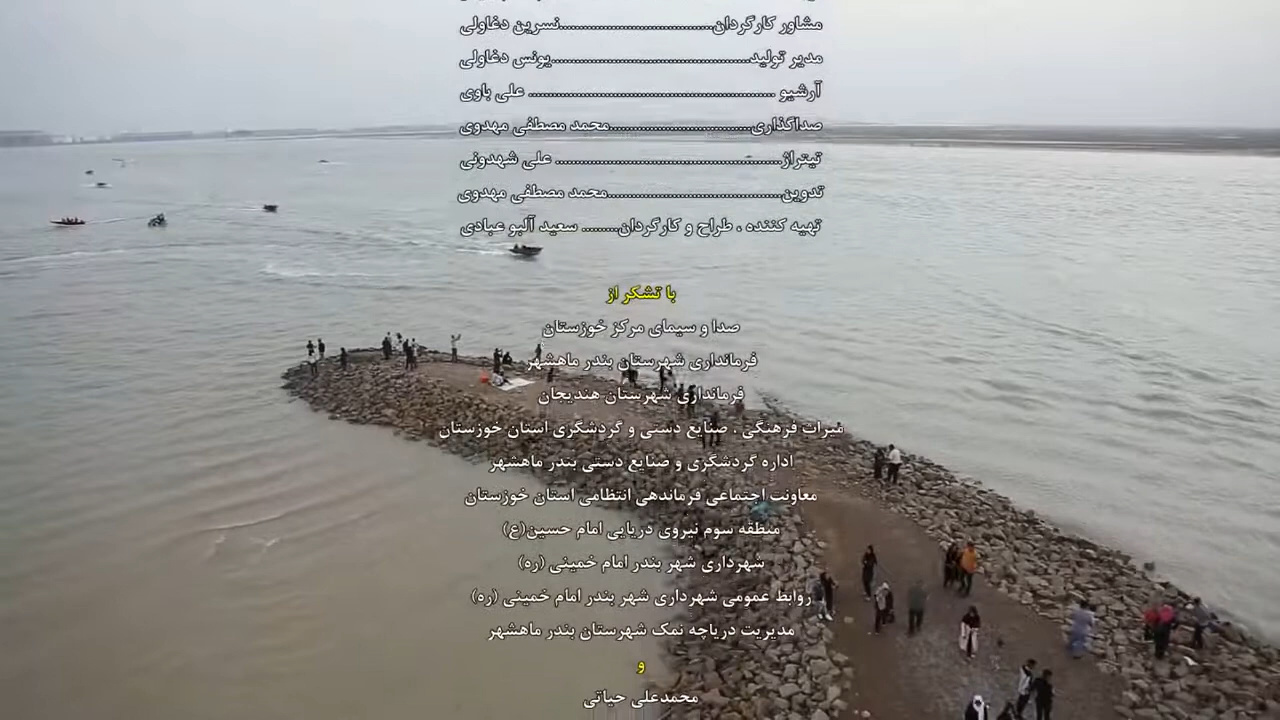 مشاور کارگردان......................................نسرین دغاولی
مدیر تولید.................................................یونس دغاولی
آرشیو ............................................................. علی باوی
صداگذاری...................................محمد مصطفی مهدوی
تیتراژ........................................................ علی شهدونی
تدوین...........................................محمد مصطفی مهدوی
تهیه کننده ، طراح و کارگردان......... سعید آلبو عبادی
با تشکر از
صدا و سیمای مرکز خوزستان
فرمانداری شهرستان بندر ماهشهر
فرمانداری شهرستان هندیجان
میراث فرهنگی . صنایع دستی و گردشگری استان خوزستان
اداره گردشگری و صنایع دستی بندر ماهشهر
معاونت اجتماعی فرماندهی انتظامی استان خوزستان
منطقه سوم نیروی دریایی امام حسین(ع)
شهرداری شهر بندر امام خمینی (ره)
روابط عمومی شهرداری شهر بندر امام خمینی (ره)
مدیریت دریاچه نمک شهرستان بندر ماهشهر
و
محمدعلی حیاتی